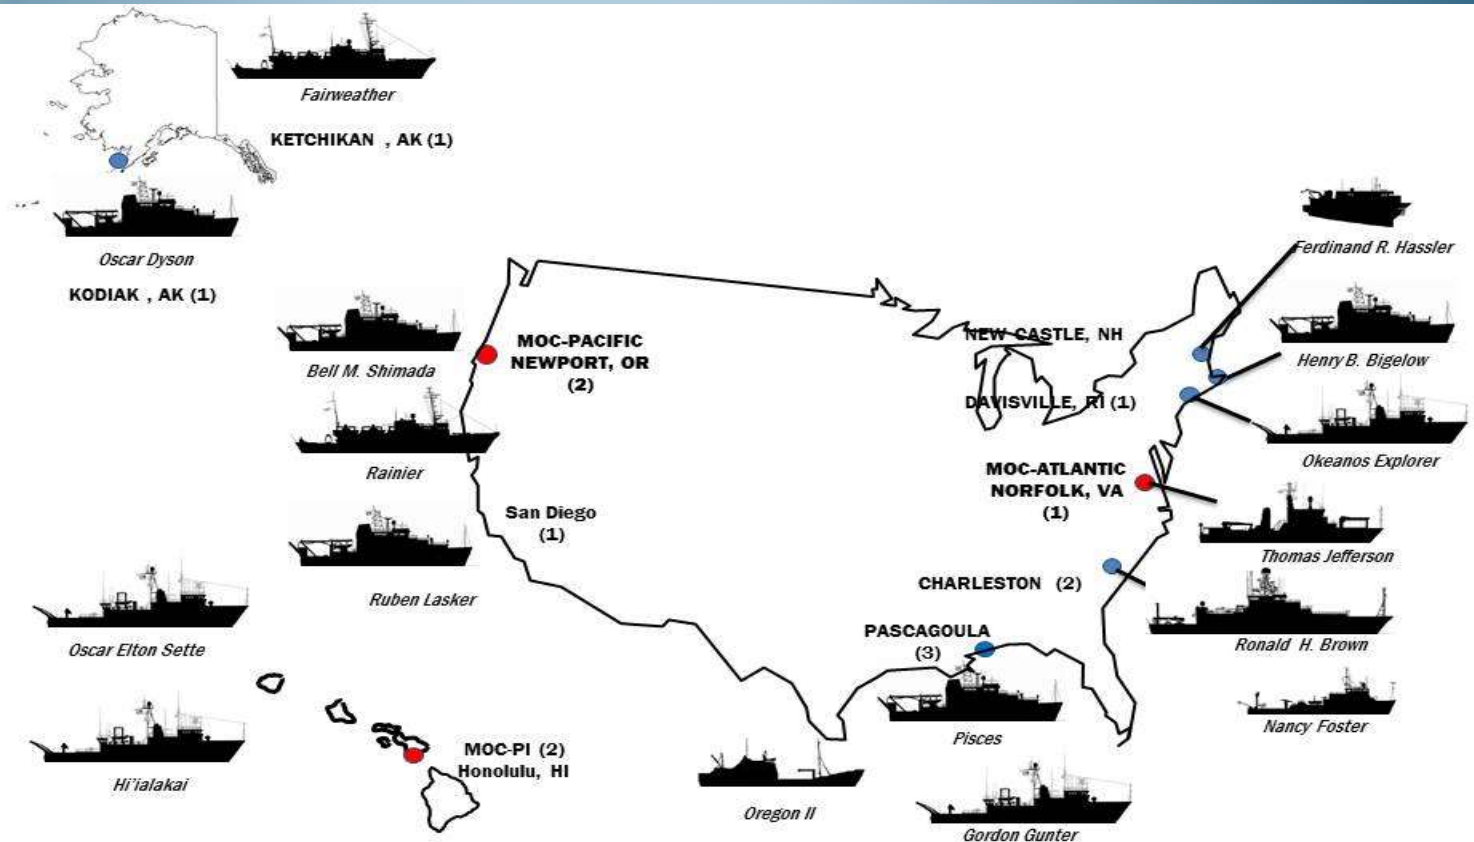 Fairweather
KETCHIKAN , AK (1)
Oscar Dyson
KODIAK , AK (1)
Ferdinand R. Hassler
NEW CASTLE, NH
Henry B. Bigelow
Bell M. Shimada
MOC-PACIFIC
NEWPORT, OR
(2)
DAVISVILLE, RI (1)
Okeanos Explorer
Rainier
MOC-ATLANTIC
NORFOLK, VA
(1)
San Diego
(1)
Thomas Jefferson
Ruben Lasker
CHARLESTON (2)
Ronald H. Brown
Oscar Elton Sette
PASCAGOULA
(3)
Nancy Foster
Pisces
MOC-PI (2)
Honolulu, HI
Hi'ialakai
Oregon II
Gordon Gunter